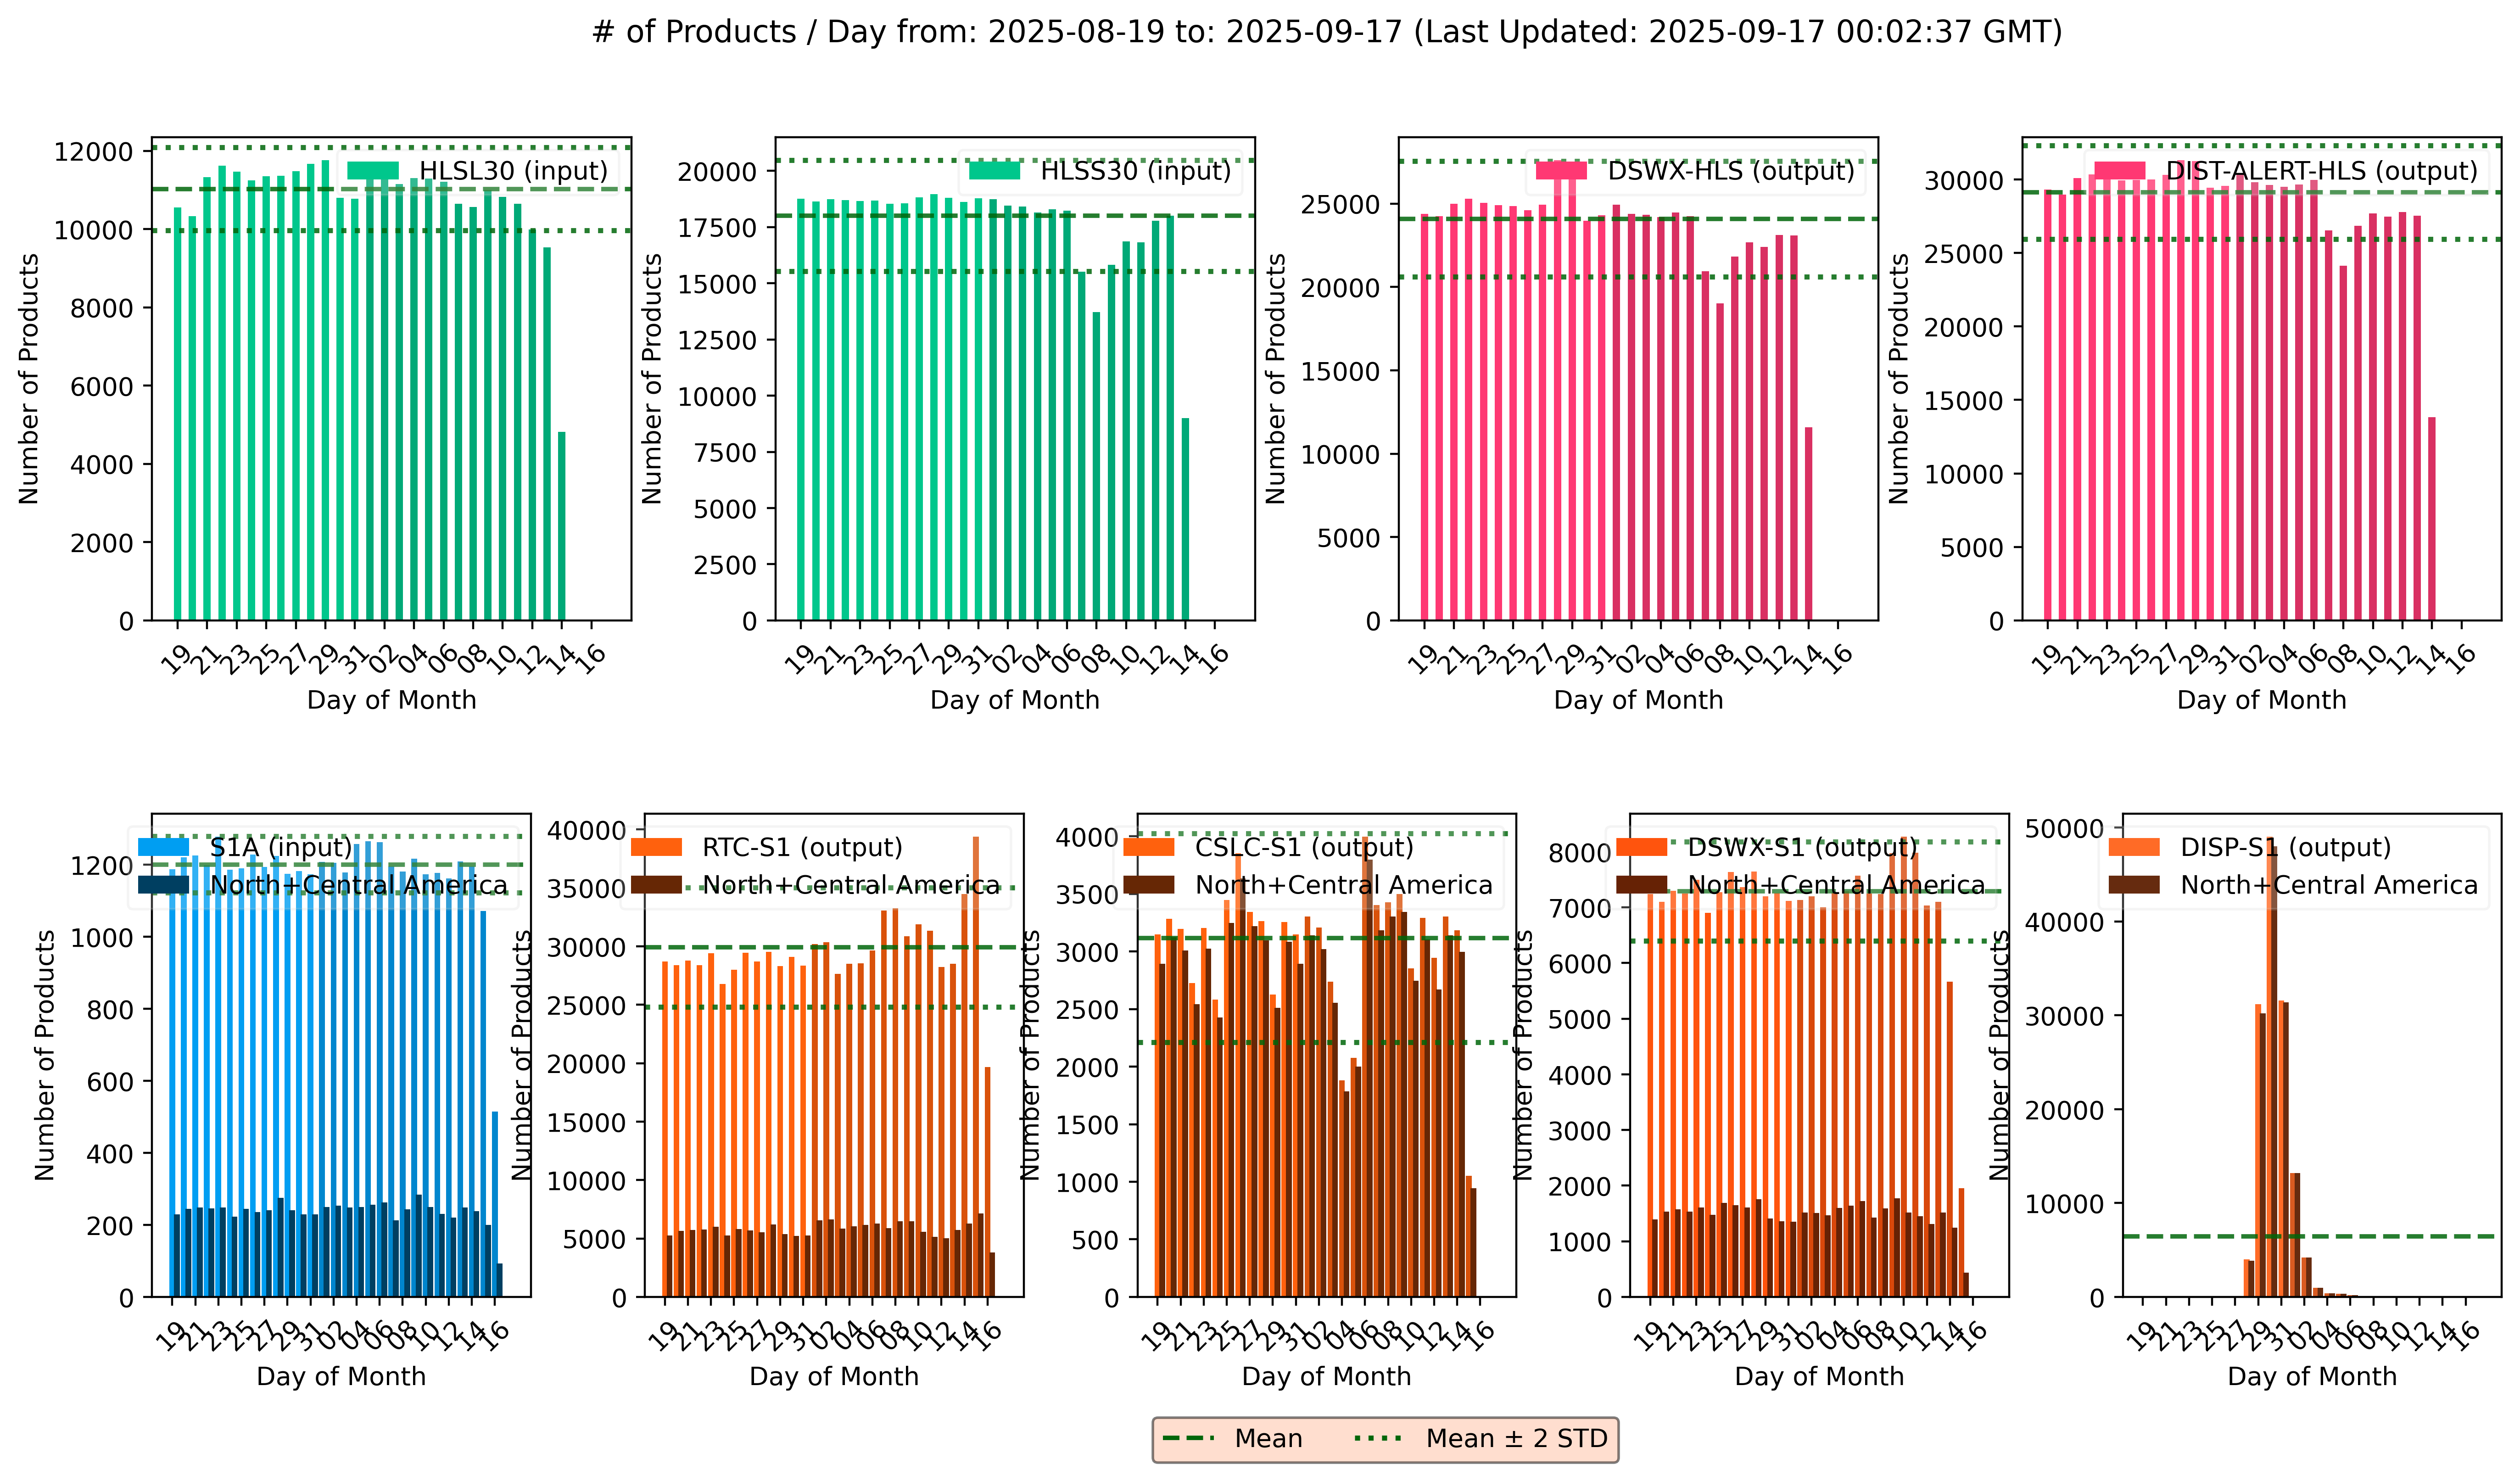 # of Products / Day from: 2025-08-19 to: 2025-09-17 (Last Updated: 2025-09-17 00:02:37 GMT)
HLSL30 (input)
Number of Products
12000
10000
8000
6000
4000
2000
0
19 21 23 25 27 29 31 02 04 06 08 10 12 14 16
Day of Month
HLSS30 (input)
Number of Products
20000
17500
15000
12500
10000
7500
5000
2500
0
19 21 23 25 27 29 31 02 04 06 08 10 12 14 16
Day of Month
DSWX-HLS (output)
Number of Products
25000
20000
15000
10000
5000
0
19 21 23 25 27 29 31 02 04 06 08 10 12 14 16
Day of Month
DIST-ALERT-HLS (output)
Number of Products
30000
25000
20000
15000
10000
5000
0
19 21 23 25 27 29 31 02 04 06 08 10 12 14 16
Day of Month
S1A (input)
North+Central America
Number of Products
1200
1000
800
600
400
200
0
19 21 23 25 27 29 31 02 04 06 08 10 12 14 16
Day of Month
RTC-S1 (output)
North+Central America
Number of Products
40000
35000
30000
25000
20000
15000
10000
5000
0
19 21 23 25 27 29 31 02 04 06 08 10 12 14 16
Day of Month
CSLC-S1 (output)
North+Central America
Number of Products
4000
3500
3000
2500
2000
1500
1000
500
0
19 21 23 25 27 29 31 02 04 06 08 10 12 14 16
Day of Month
DSWX-S1 (output)
North+Central America
Number of Products
8000
7000
6000
5000
4000
3000
2000
1000
0
19 21 23 25 27 29 31 02 04 06 08 10 12 14 16
Day of Month
DISP-S1 (output)
North+Central America
Number of Products
50000
40000
30000
20000
10000
0
19 21 23 25 27 29 31 02 04 06 08 10 12 14 16
Day of Month
Mean
Mean ± 2 STD